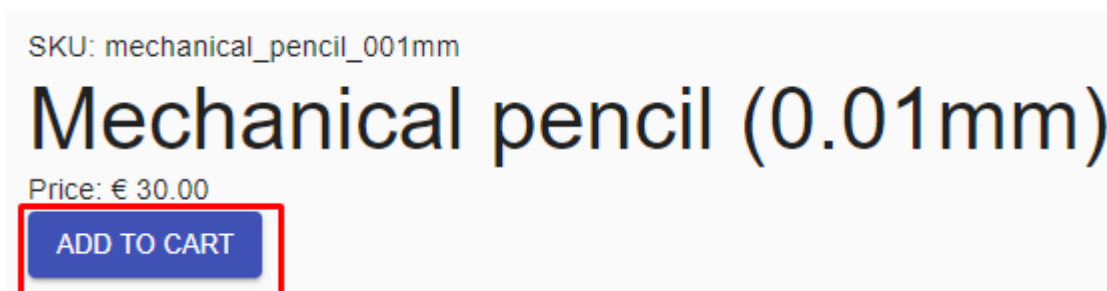 SKU: mechanical_pencil_001mm
Mechanical pencil (0.01mm)
Price: € 30.00
ADD TO CART